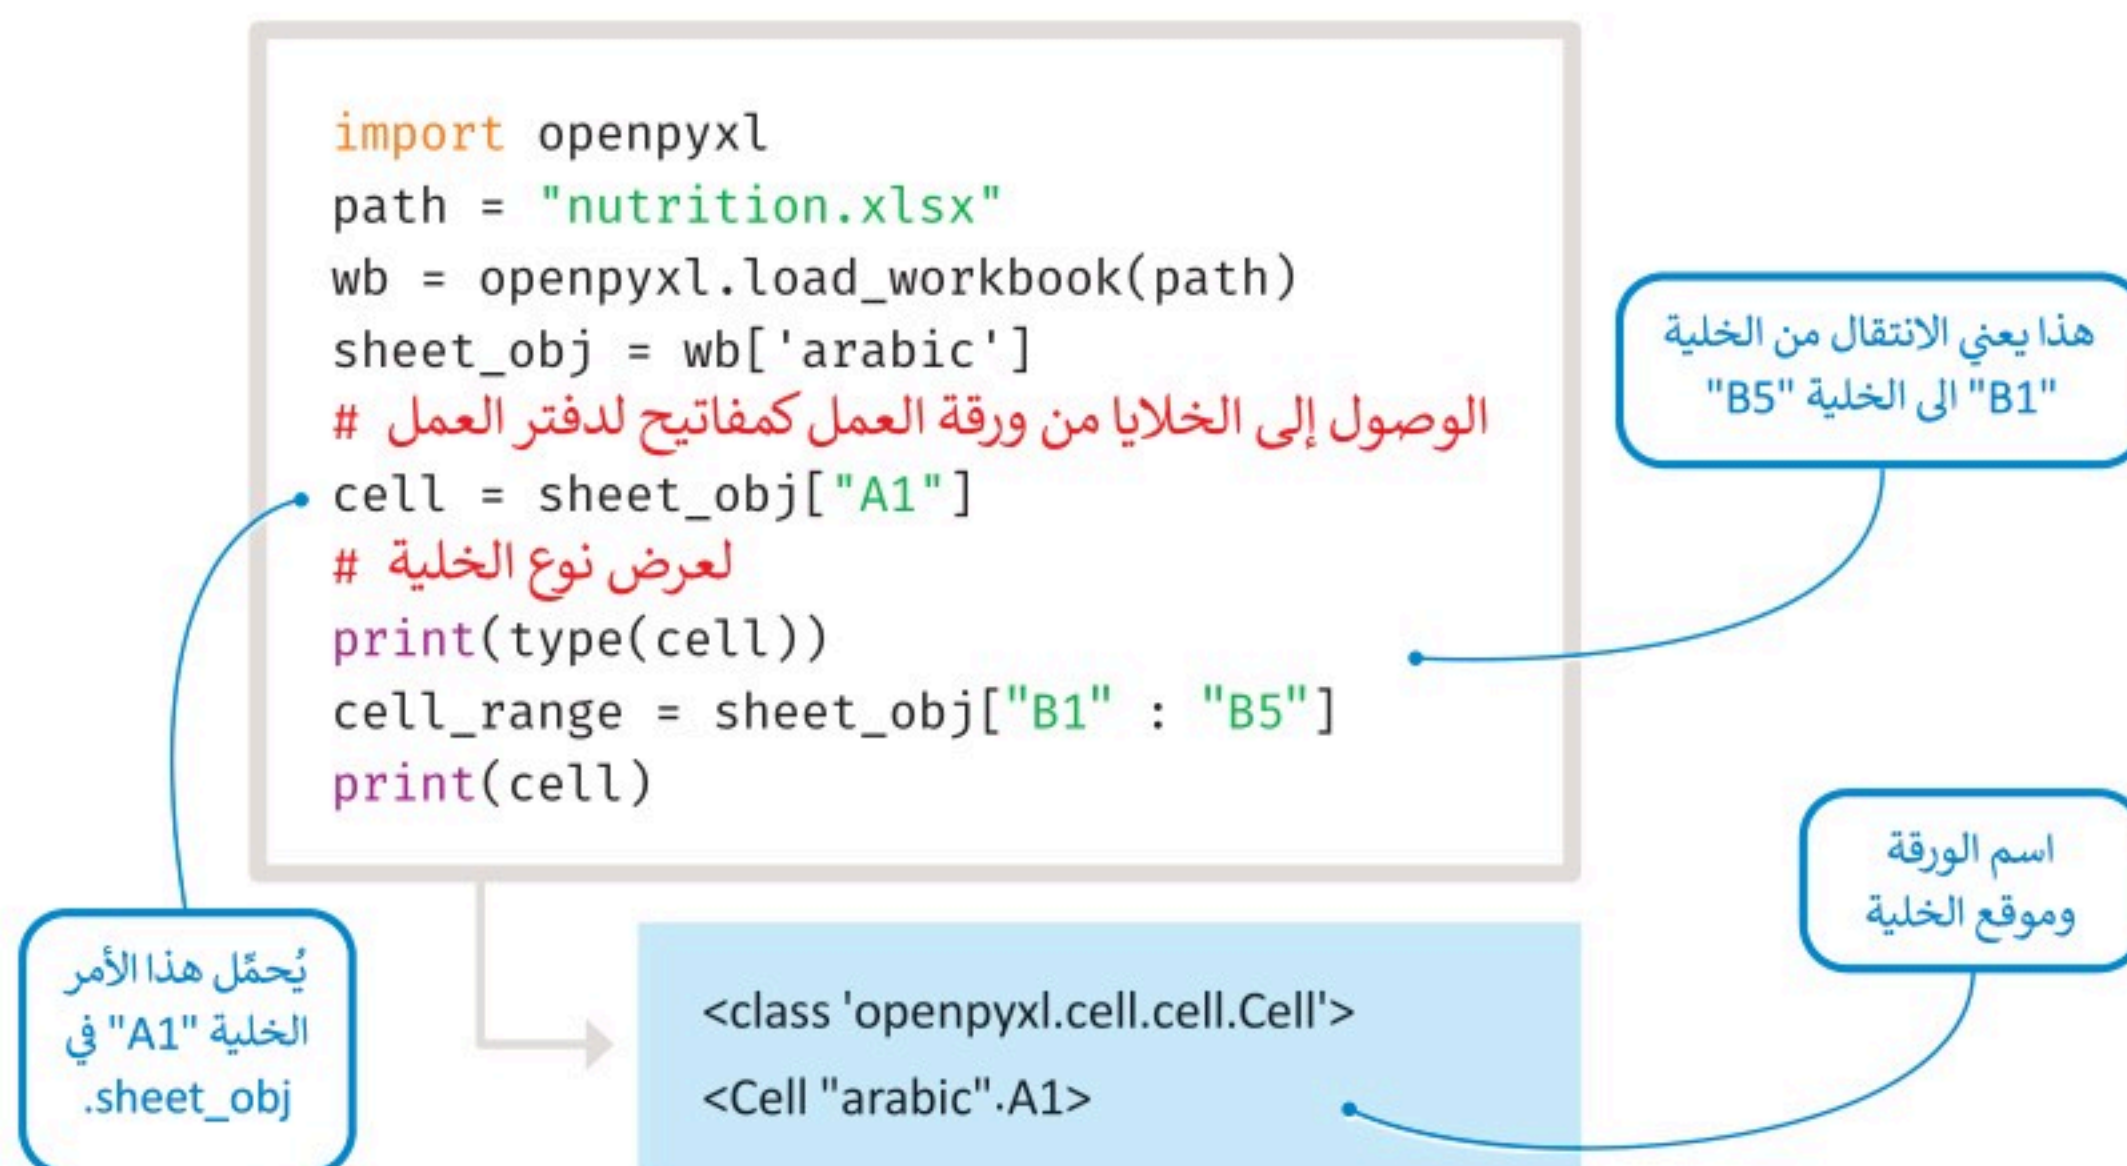 import openpyxl
path = "nutrition.xlsx"
wb = openpyxl.load_workbook(path)
sheet_obj = wb['arabic']
# الوصول إلى الخلايا من ورقة العمل كمفاتيح لدفتر العمل
cell = sheet_obj["A1"]
# لعرض نوع الخلية
print(type(cell))
cell_range = sheet_obj["B1" : "B5"]
print(cell)
هذا يعني الانتقال من الخلية
"B1" الى الخلية "B5"
اسم الورقة
وموقع الخلية
يُحمَّل هذا الأمر
الخلية "A1" في
sheet_obj.
<class 'openpyxl.cell.cell.Cell'>
<Cell "arabic".A1>